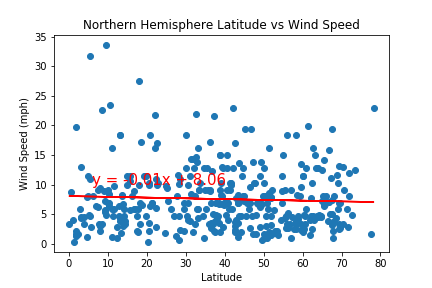 Northern Hemisphere Latitude vs Wind Speed
35
30
25
20
15
10
5
0
Wind Speed (mph)
y = -0.01x + 8.06
0 10 20 30 40 50 60 70 80
Latitude